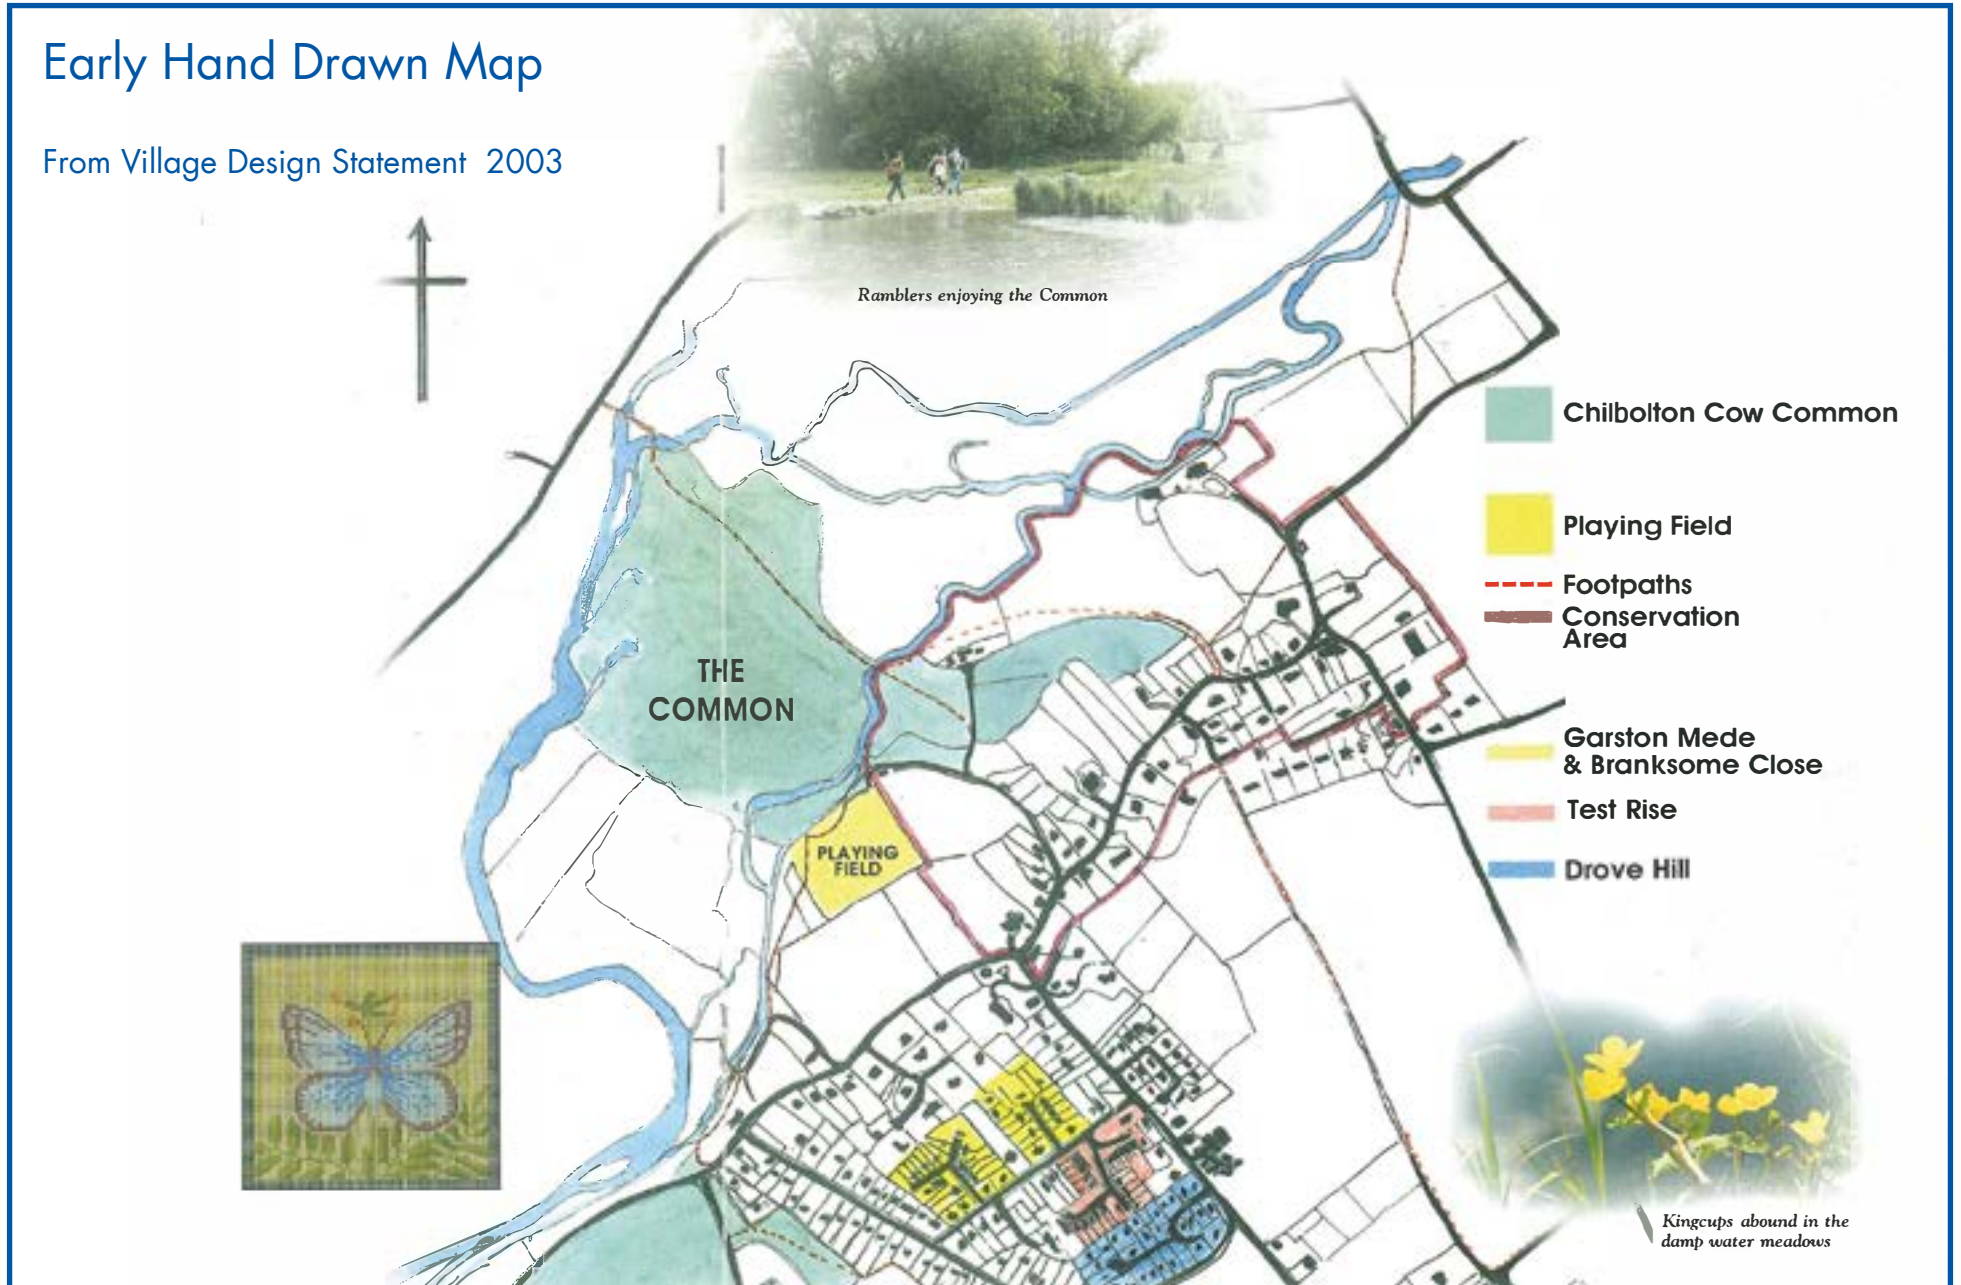 Early Hand Drawn Map
From Village Design Statement 2003
Ramblers enjoying the Common
Chilbolton Cow Common
Playing Field
Footpaths
Conservation
Area
THE
COMMON
Garston Mede
& Branksome Close
Test Rise
PLAYING
FIELD
Drove Hill
Kingcups abound in the
damp water meadows